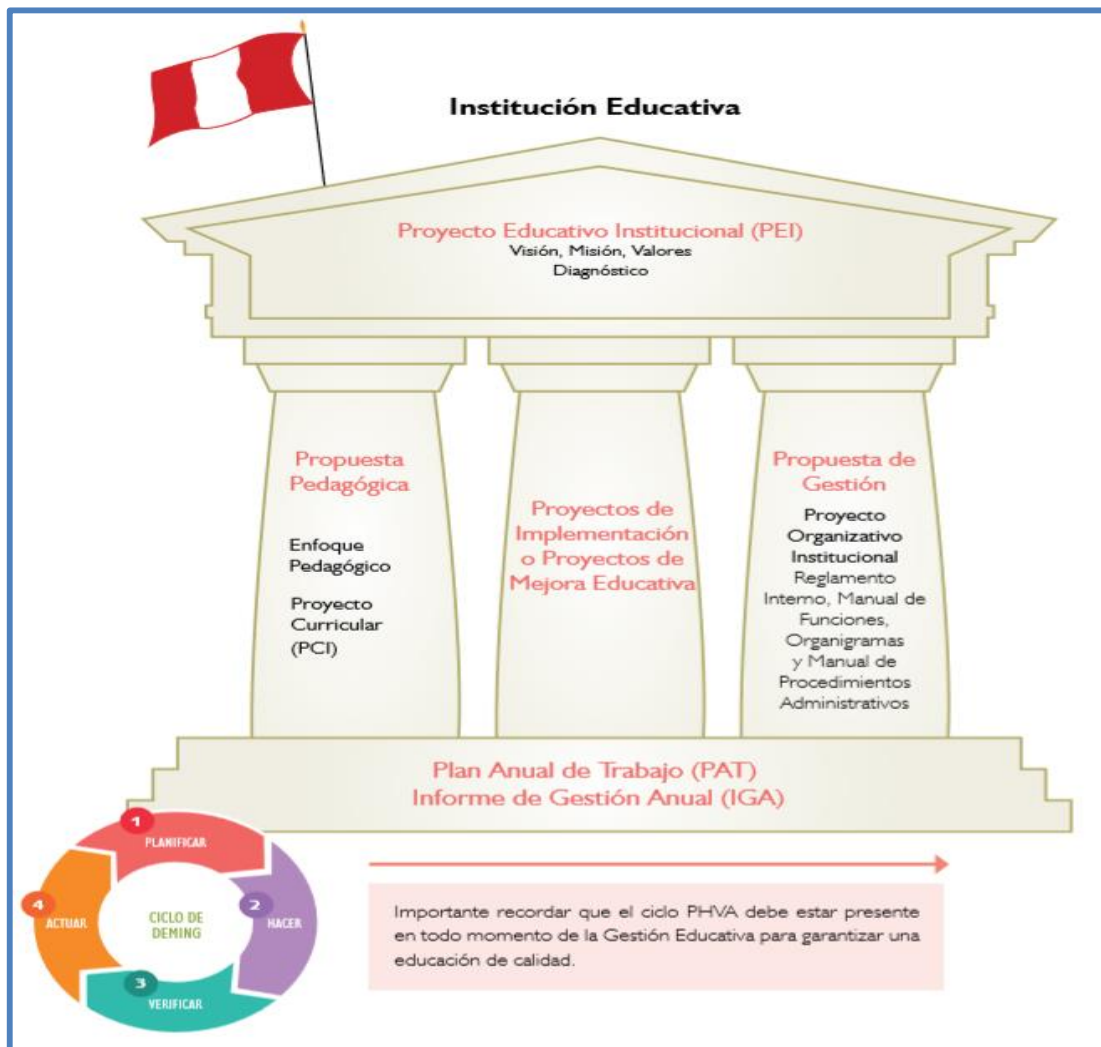 Institución Educativa
Proyecto Educativo Institucional (PEI)
Visión, Misión, Valores
Diagnóstico
Propuesta
Pedagógica
Enfoque
Pedagógico
Proyecto
Curricular
(PCI)
Proyectos de
Implementación
o Proyectos de
Mejora Educativa
Propuesta de
Gestión
Proyecto
Organizativo
Institucional
Reglamento
Interno, Manual de
Funciones,
Organigramas
y Manual de
Procedimientos
Administrativos
Plan Anual de Trabajo (PAT)
Informe de Gestión Anual (IGA)
1
PLANIFICAR
2
HACER
3
VERIFICAR
4
ACTUAR
CICLO DE
DEMING
Importante recordar que el ciclo PHVA debe estar presente
en todo momento de la Gestión Educativa para garantizar una
educación de calidad.